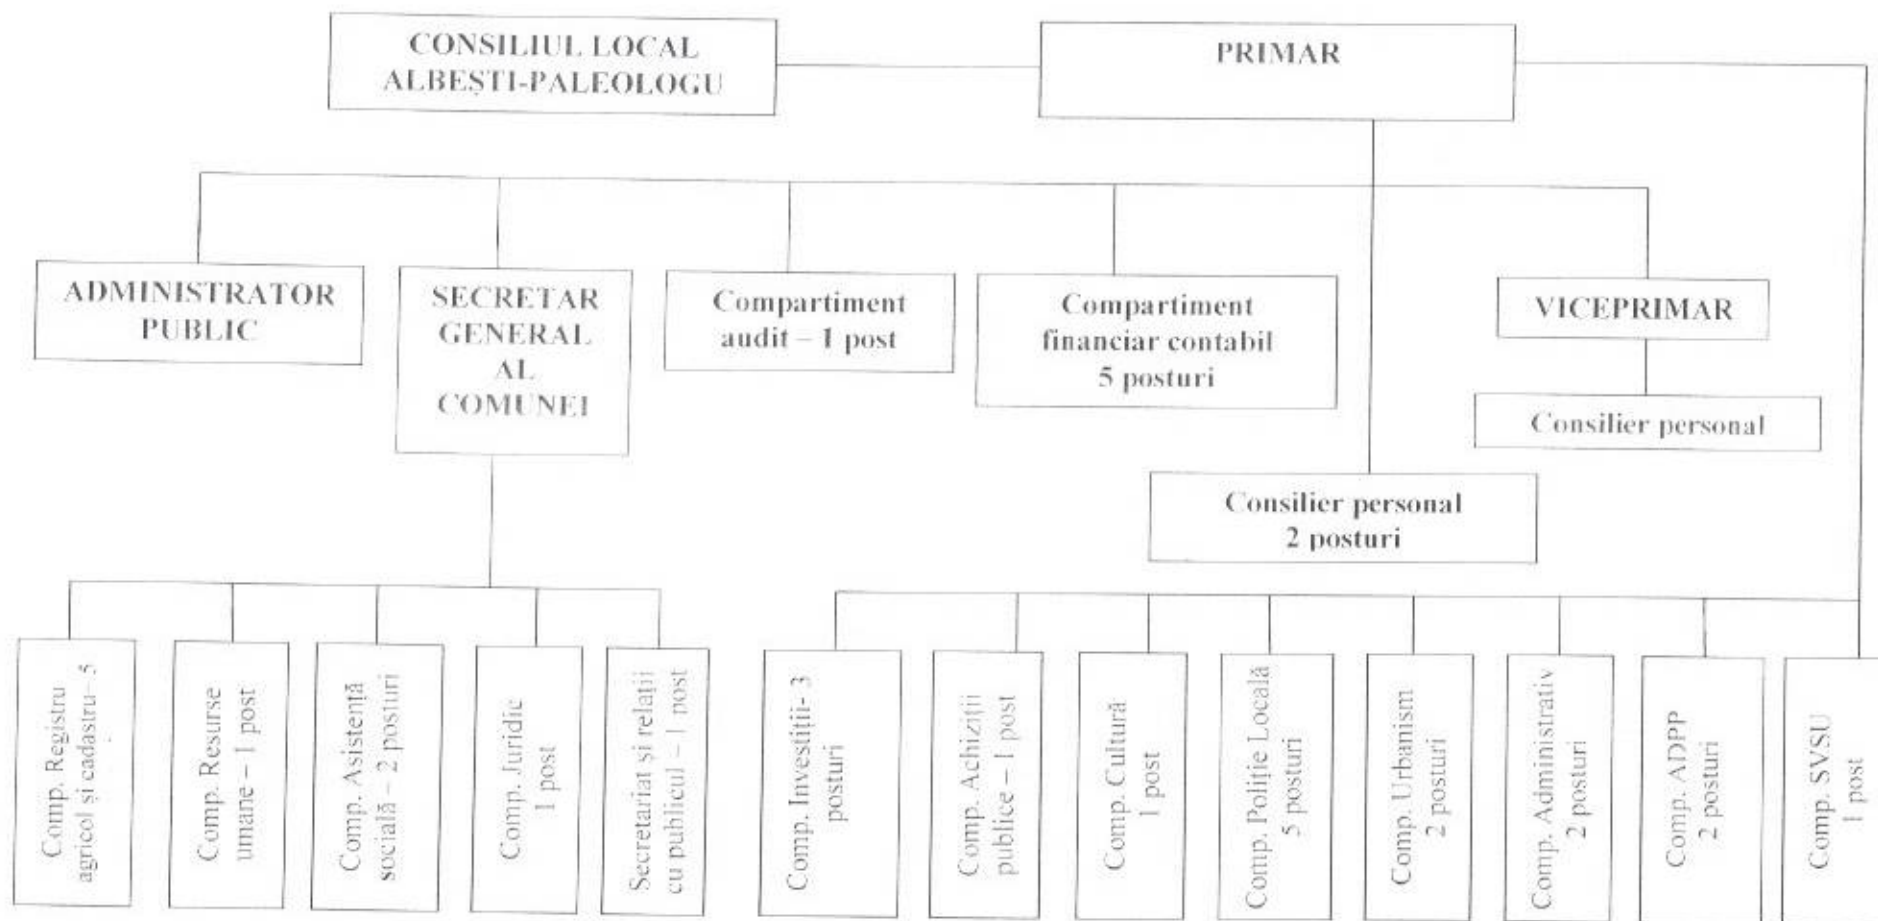 CONSILIUL LOCAL
ALBEȘTI-PALEOLOGU
PRIMAR
ADMINISTRATOR
PUBLIC
SECRETAR
GENERAL
AL
COMUNEI
Compartiment
audit – 1 post
Compartiment
financiar contabil
5 posturi
VICEPRIMAR
Consilier personal
Consilier personal
2 posturi
Comp. Registru
agricol și cadastru– 5
Comp. Resurse
umane – 1 post
Comp. Asistență
socială – 2 posturi
Comp. Juridic
1 post
Secretariat și relații
cu publicul – 1 post
Comp. Investiții- 3
posturi
Comp. Achiziții
publice – 1 post
Comp. Cultură
1 post
Comp. Poliție Locală
5 posturi
Comp. Urbanism
2 posturi
Comp. Administrativ
2 posturi
Comp. ADPP
2 posturi
Comp. SVSU
1 post